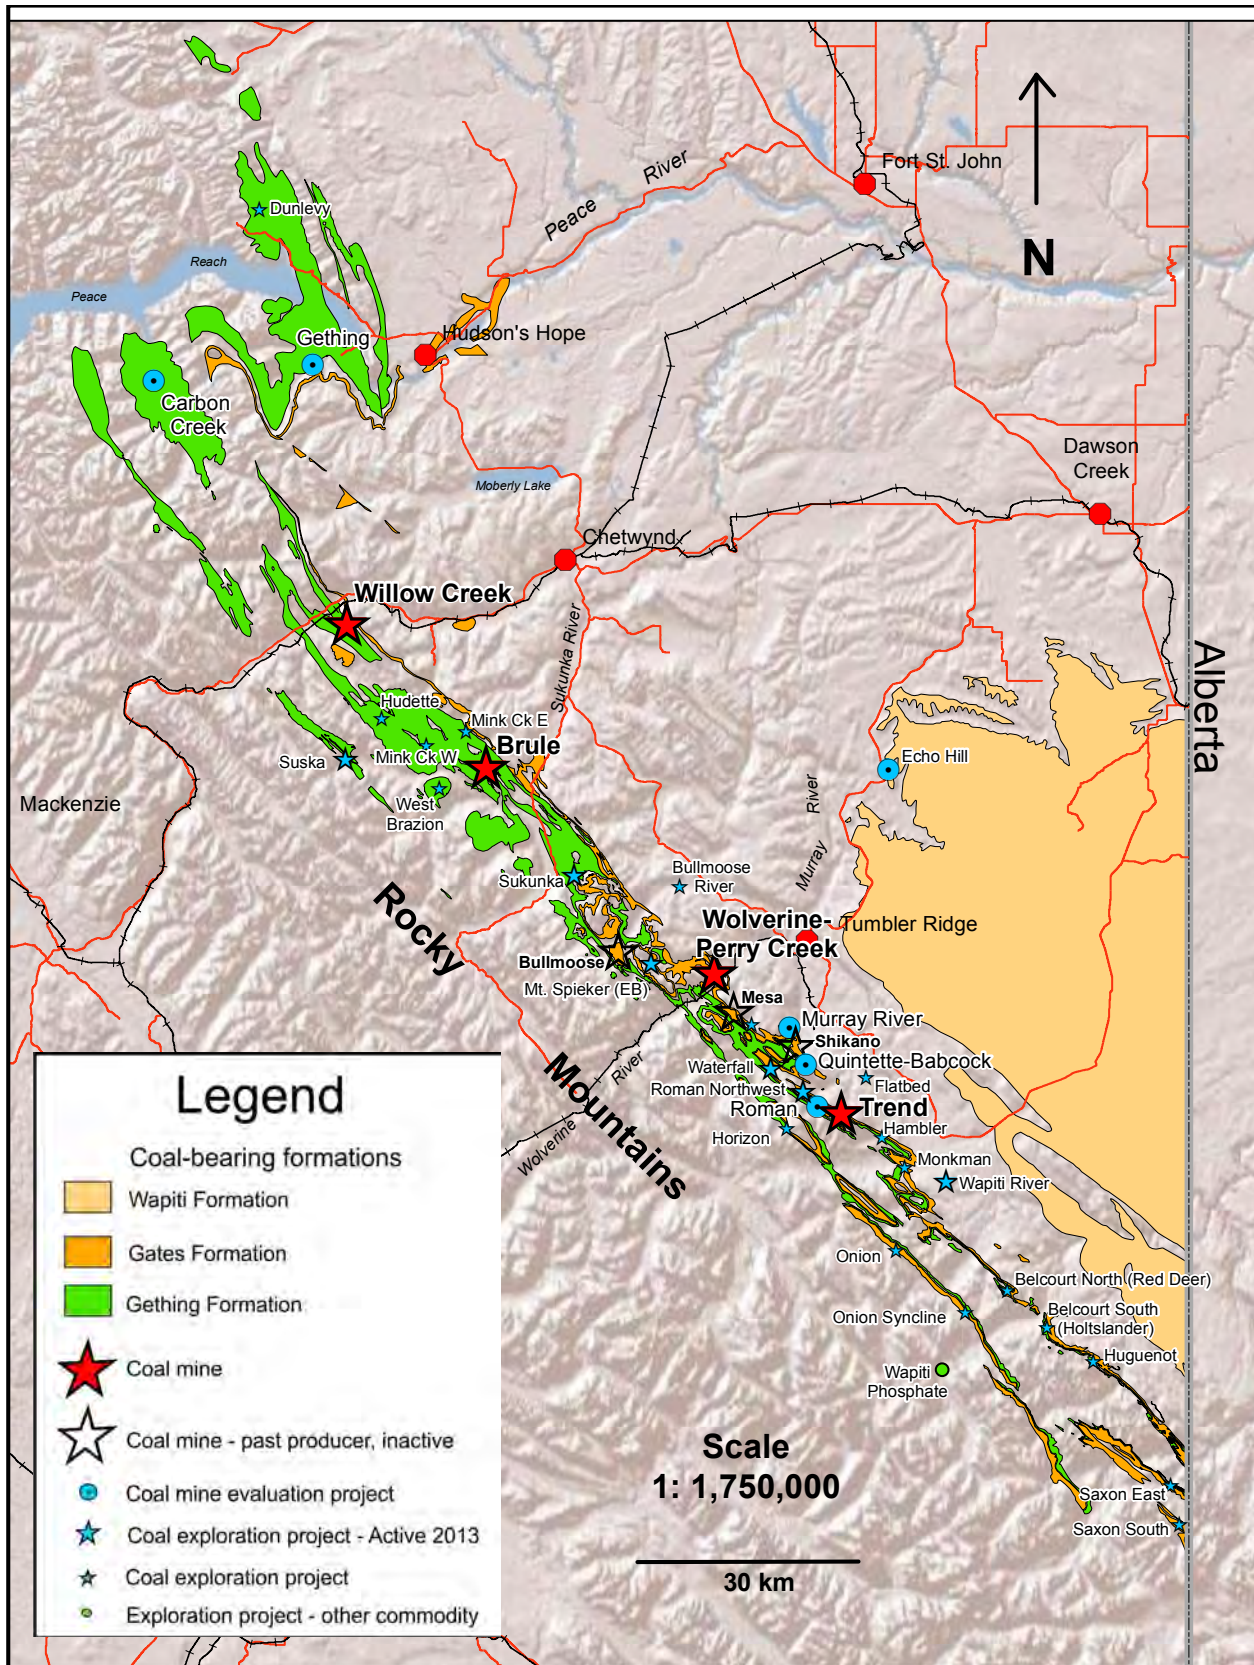 Peace
River
Fort St. John
N
Dunlevy
Reach
Peace
Gething
Hudson's Hope
Carbon
Creek
Dawson
Creek
Moberly Lake
Chetwynd
Willow Creek
Sukunka River
Alberta
Hudette
Mink Ck E
Brule
Mink Ck W
Suska
West
Brazion
Mackenzie
Echo Hill
River
Murray
Bullmoose
River
Sukunka
Rocky
Wolverine-
Perry Creek
Tumbler Ridge
Bullmoose
Mt. Spieker (EB)
Mesa
Murray River
Shikano
Quintette-Babcock
Waterfall
Flatbed
Roman Northwest
Roman
Trend
Horizon
Hambler
Mountains
River
Wolverine
Monkman
Wapiti River
Onion
Belcourt North (Red Deer)
Onion Syncline
Belcourt South
(Holtslander)
Huguenot
Wapiti
Phosphate
Saxon East
Saxon South
Scale
1: 1,750,000
30 km
Legend
Coal-bearing formations
Wapiti Formation
Gates Formation
Gething Formation
Coal mine
Coal mine - past producer, inactive
Coal mine evaluation project
Coal exploration project - Active 2013
Coal exploration project
Exploration project - other commodity